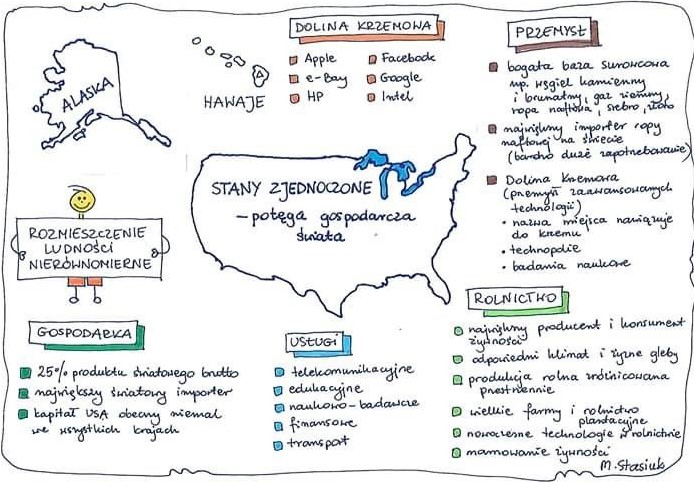 DOLINA KRZEMOWA
Apple
e-Bay
HP
Facebook
Google
Intel
ALASKA
HAWAJE
PRZEMYSŁ
bogata baza surowcowa
np. węgiel kamienny
i brunatny, gaz ziemny,
ropa naftowa, srebro, złoto
największy importer ropy
naftowej na świecie
(bardzo duże zapotrzebowanie)
Dolina Krzemowa
(przemysł zaawansowanych
technologii)
• nazwa miejsca nawiązuje
do krzemu
• technopolie
• badania naukowe
STANY ZJEDNOCZONE
– potęga gospodarcza
świata
ROZMIESZCZENIE
LUDNOŚCI
NIERÓWNOMIERNE
GOSPODARKA
25% produktu światowego brutto
największy światowy importer
kapitał USA obecny niemal
we wszystkich krajach
USŁUGI
telekomunikacyjne
edukacyjne
naukowo-badawcze
finansowe
transport
ROLNICTWO
największy producent i konsument
żywności
odpowiedni klimat i żyzne gleby
produkcja rolna zróżnicowana
przestrzennie
wielkie farmy i rolnictwo
plantacyjne
nowoczesne technologie w rolnictwie
marnowanie żywności
M. Stasiuk